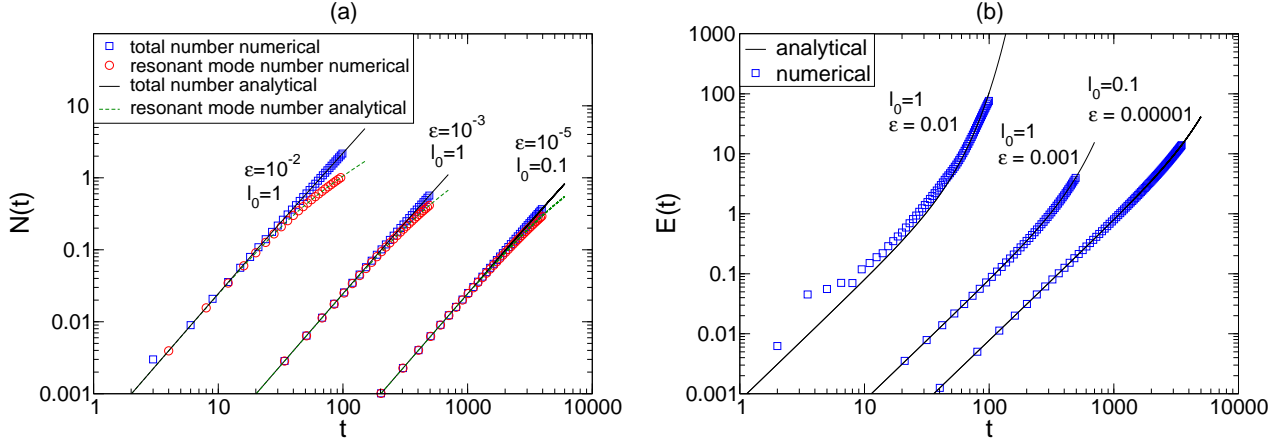 (a)
total number numerical
resonant mode number numerical
total number analytical
resonant mode number analytical
10
1
0.1
0.01
0.001
N(t)
ε=10⁻²
l₀=1
ε=10⁻³
l₀=1
ε=10⁻⁵
l₀=0.1
1
10
100
1000
10000
t
(b)
analytical
numerical
1000
100
10
1
0.1
0.01
0.001
E(t)
l₀=1
ε = 0.01
l₀=1
ε = 0.001
l₀=0.1
ε = 0.00001
1
10
100
1000
10000
t